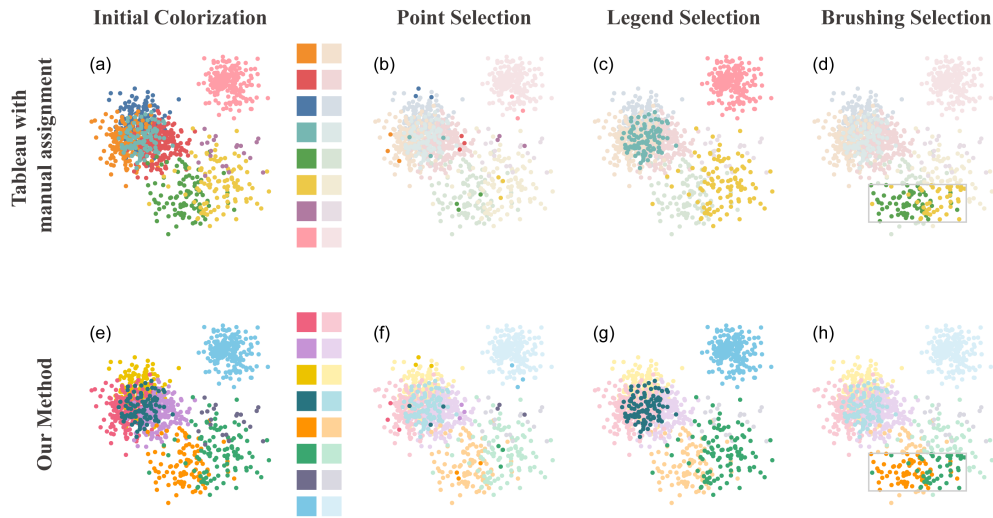 Initial Colorization
Point Selection
Legend Selection
Brushing Selection
Tableau with
manual assignment
(a)
(b)
(c)
(d)
Our Method
(e)
(f)
(g)
(h)